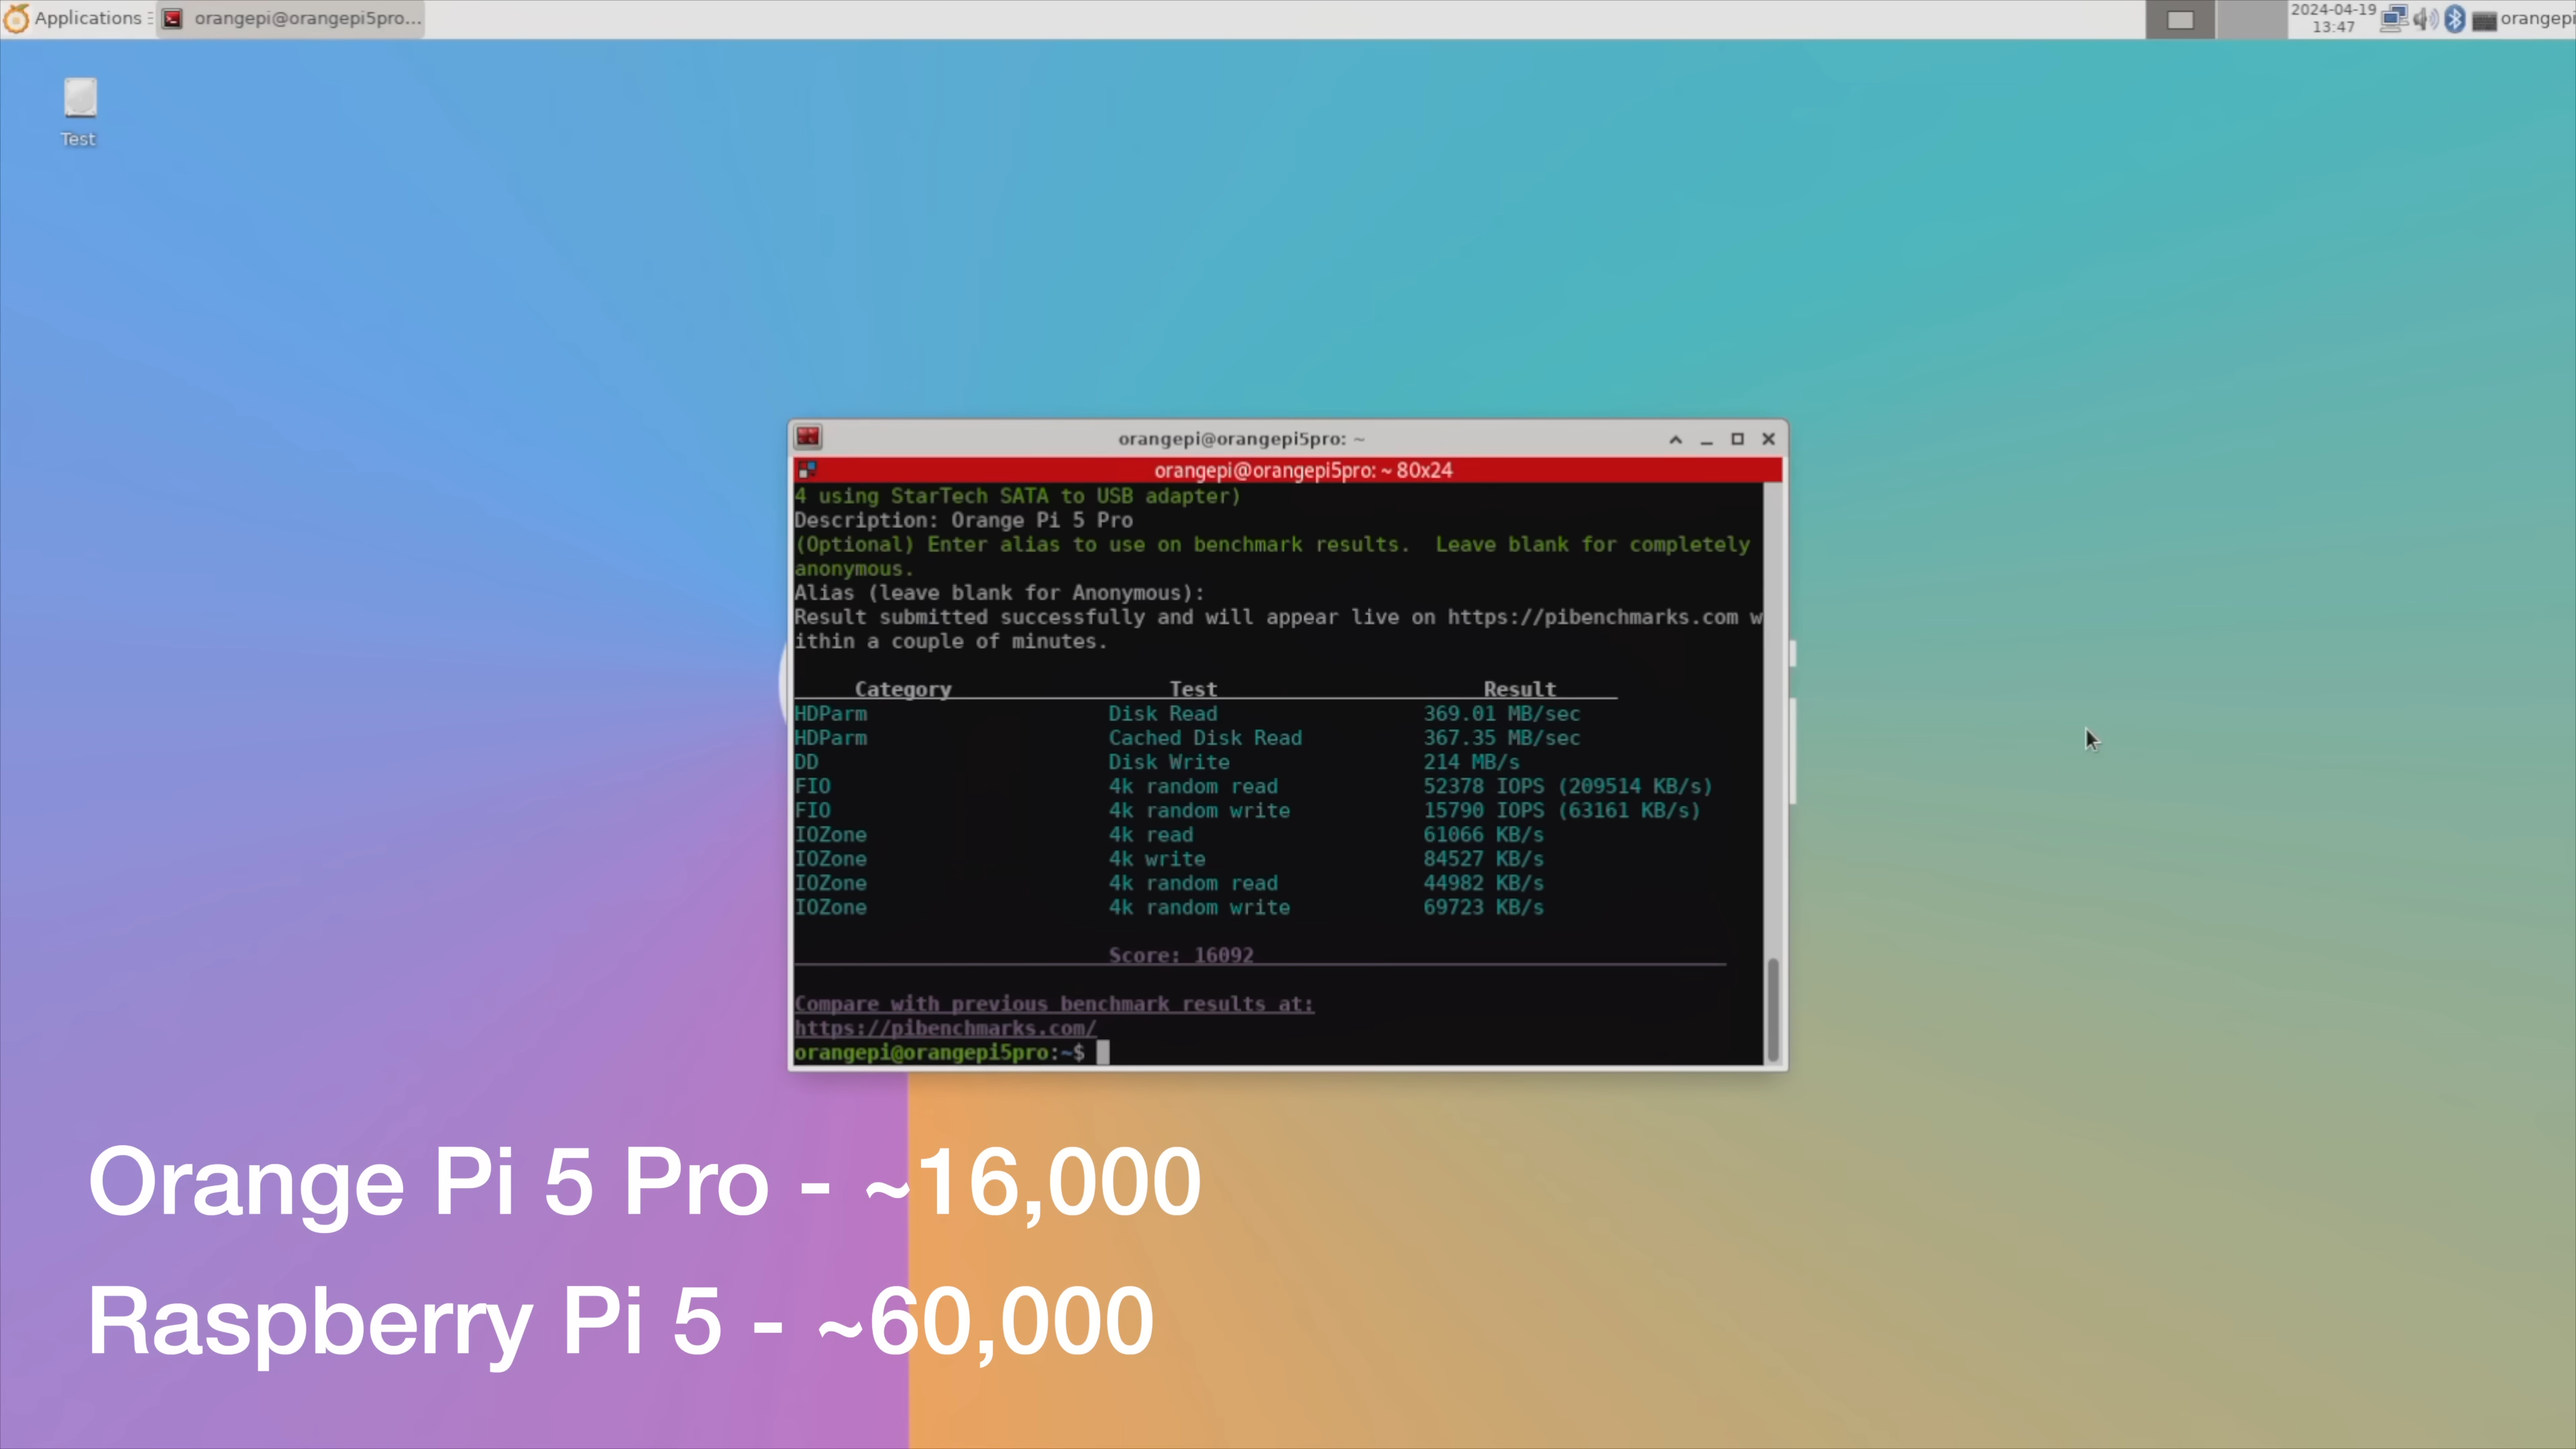 Applications
orangepi@orangepi5pro...
2024-04-19
13:47
orangepi
Test
orangepi@orangepi5pro: ~
orangepi@orangepi5pro: ~ 80x24
4 using StarTech SATA to USB adapter)
Description: Orange Pi 5 Pro
(Optional) Enter alias to use on benchmark results.  Leave blank for completely
anonymous.
Alias (leave blank for Anonymous):
Result submitted successfully and will appear live on https://pibenchmarks.com w
ithin a couple of minutes.
Category Test Result
HDParm Disk Read 369.01 MB/sec
HDParm Cached Disk Read 367.35 MB/sec
DD Disk Write 214 MB/s
FIO 4k random read 52378 IOPS (209514 KB/s)
FIO 4k random write 15790 IOPS (63161 KB/s)
IOZone 4k read 61066 KB/s
IOZone 4k write 84527 KB/s
IOZone 4k random read 44982 KB/s
IOZone 4k random write 69723 KB/s
Score: 16092
Compare with previous benchmark results at:
https://pibenchmarks.com/
orangepi@orangepi5pro:~$
Orange Pi 5 Pro - ~16,000
Raspberry Pi 5 - ~60,000